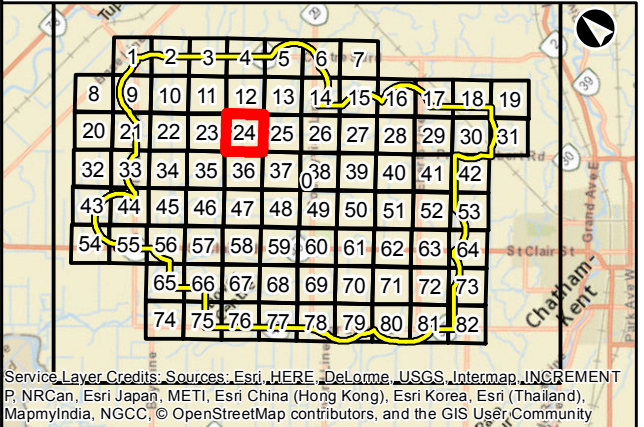 20
1 2 3 4 5 6 7
8 9 10 11 12 13 14 15 16 17 18 19
39
20 21 22 23 24 25 26 27 28 29 30 31
Rd
32 33 34 35 36 37 38 39 40 41 42
0
Grand Ave E
43 44 45 46 47 48 49 50 51 52 53
54 55 56 57 58 59 60 61 62 63 64
St Clair St
65 66 67 68 69 70 71 72 73
Chatham-
Kent
Park Ave W
74 75 76 77 78 79 80 81 82
Service Layer Credits: Sources: Esri, HERE, DeLorme, USGS, Intermap, INCREMENT
P, NRCan, Esri Japan, METI, Esri China (Hong Kong), Esri Korea, Esri (Thailand),
MapmyIndia, NGCC, © OpenStreetMap contributors, and the GIS User Community